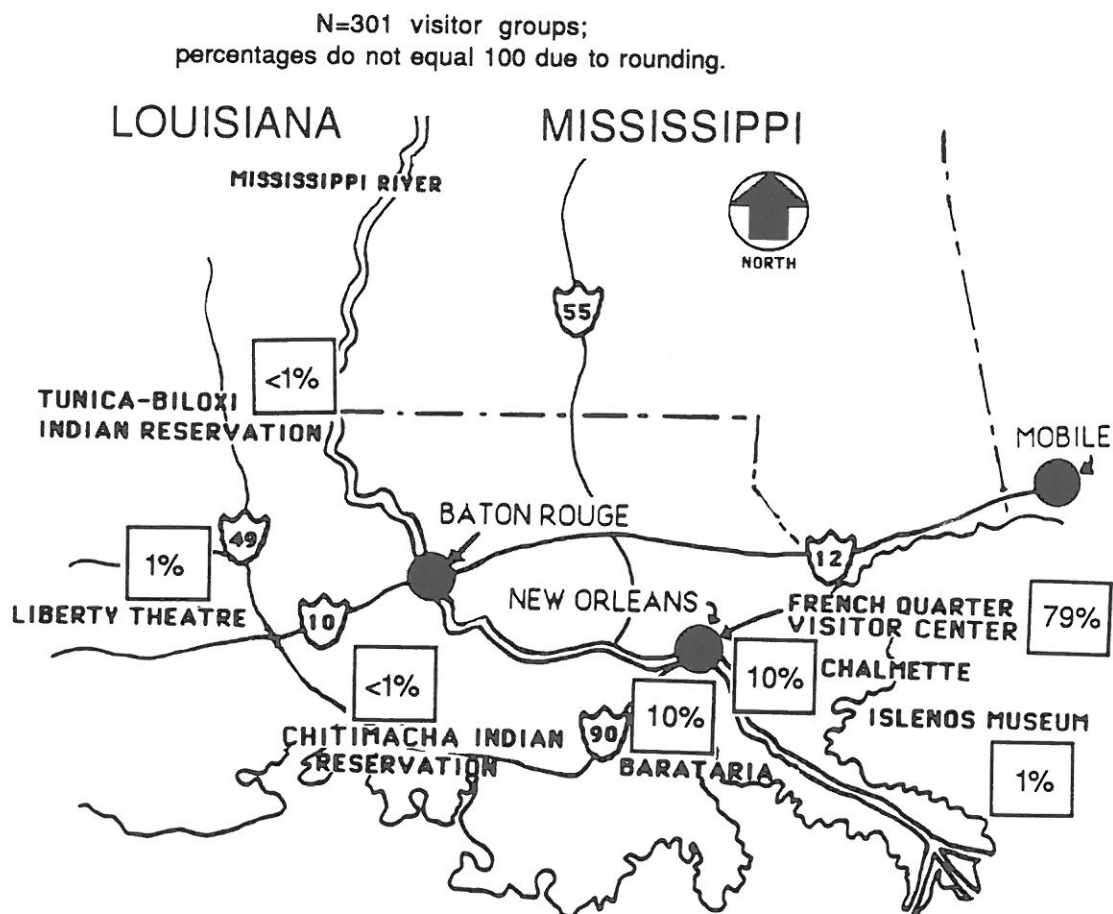 N=301 visitor groups;
percentages do not equal 100 due to rounding.
LOUISIANA
MISSISSIPPI
MISSISSIPPI RIVER
NORTH
55
<1%
TUNICA-BILOXI
INDIAN RESERVATION
MOBILE
BATON ROUGE
49
1%
12
LIBERTY THEATRE
10
NEW ORLEANS
FRENCH QUARTER
VISITOR CENTER
79%
<1%
10%
CHALMETTE
10%
ISLENOS MUSEUM
CHITIMACHA INDIAN
RESERVATION
90
BARATARIA
1%